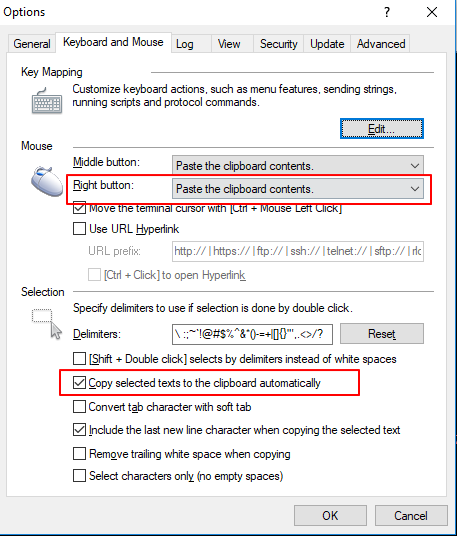 Options
General Keyboard and Mouse Log View Security Update Advanced
Key Mapping
Customize keyboard actions, such as menu features, sending strings,
running scripts and protocol commands.
Edit...
Mouse
Middle button: Paste the clipboard contents.
Right button: Paste the clipboard contents.
Move the terminal cursor with [Ctrl + Mouse Left Click]
Use URL Hyperlink
URL prefix: http://|https://|ftp://|ssh://|telnet://|sftp://|rlc
[Ctrl + Click] to open Hyperlink
Selection
Specify delimiters to use if selection is done by double click.
Delimiters: \ :;~`!@#$%^&*()-=+|[]{}'",.<>/? Reset
[Shift + Double click] selects by delimiters instead of white spaces
Copy selected texts to the clipboard automatically
Convert tab character with soft tab
Include the last new line character when copying the selected text
Remove trailing white space when copying
Select characters only (no empty spaces)
OK Cancel